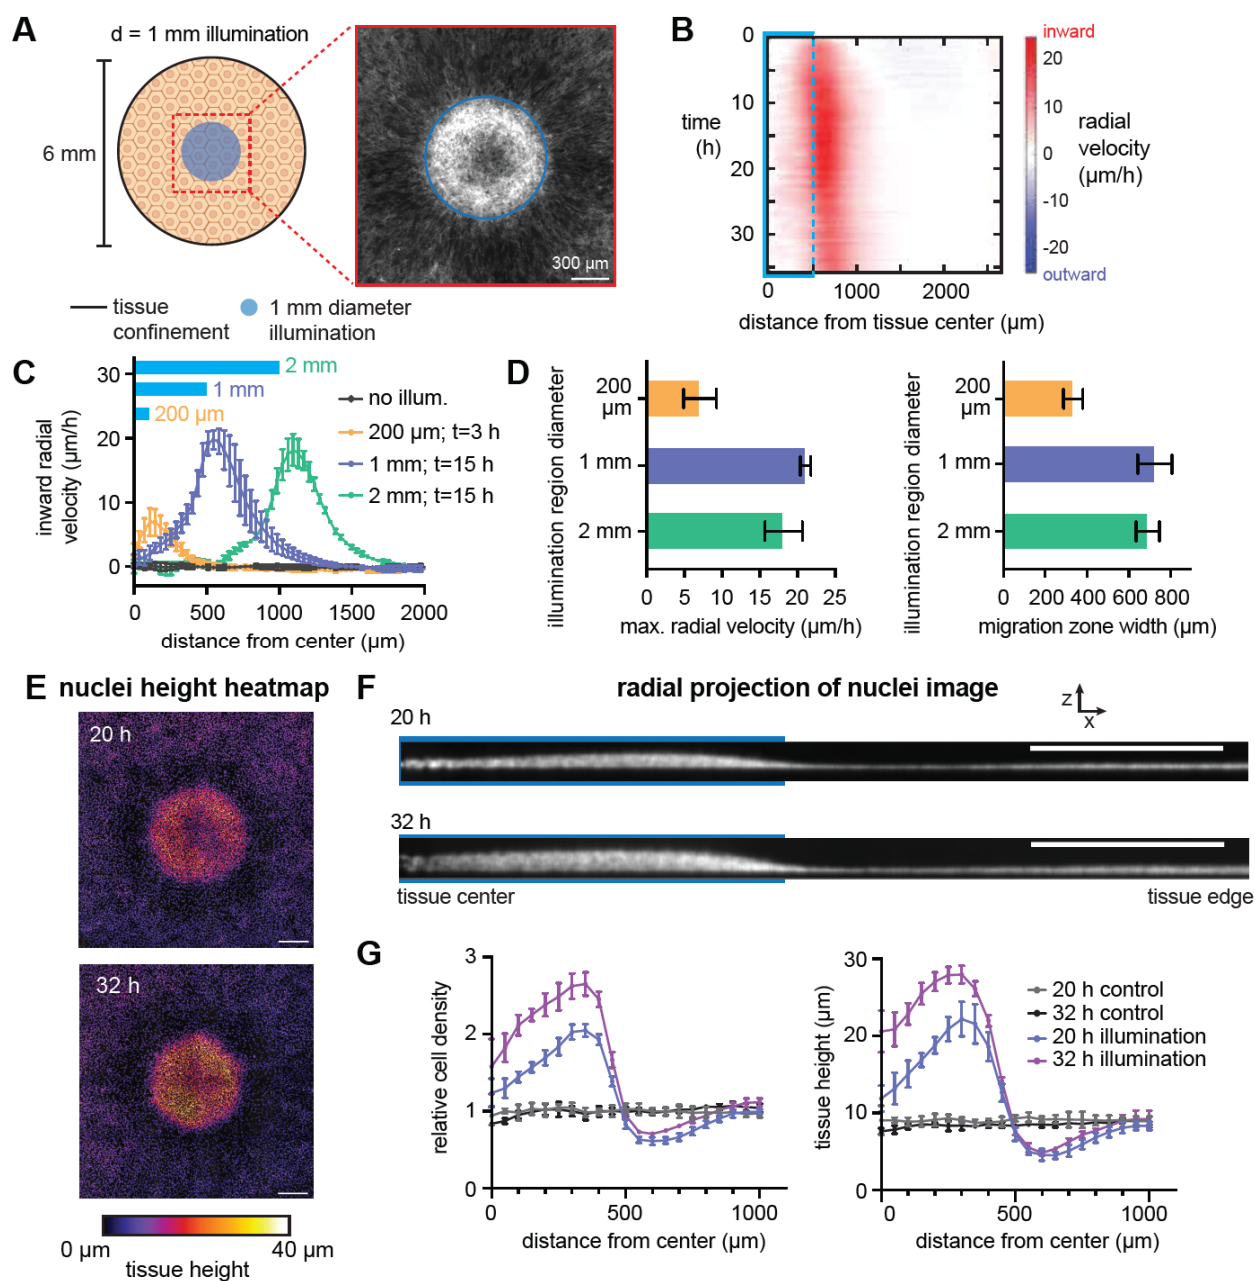 A
d = 1 mm illumination
6 mm
300 µm
tissue
confinement
1 mm diameter
illumination
B
0
10
20
30
time
(h)
0
1000
2000
distance from tissue center (µm)
inward
20
10
0
-10
-20
outward
radial
velocity
(µm/h)
C
30
20
10
0
inward radial
velocity (µm/h)
2 mm
1 mm
200 µm
no illum.
200 µm; t=3 h
1 mm; t=15 h
2 mm; t=15 h
0
500
1000
1500
2000
distance from center (µm)
D
illumination region diameter
200
µm
1 mm
2 mm
0
5
10
15
20
25
max. radial velocity (µm/h)
illumination region diameter
200
µm
1 mm
2 mm
0
200
400
600
800
migration zone width (µm)
E
nuclei height heatmap
20 h
32 h
0 µm
40 µm
tissue height
F
radial projection of nuclei image
z
x
20 h
32 h
tissue center
tissue edge
G
3
2
1
0
relative cell density
0
500
1000
distance from center (µm)
30
20
10
0
tissue height (µm)
20 h control
32 h control
20 h illumination
32 h illumination
0
500
1000
distance from center (µm)